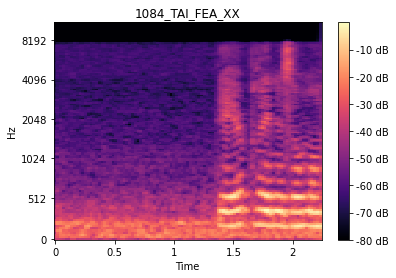 1084_TAI_FEA_XX
8192
4096
2048
1024
512
0
Hz
0
0.5
1
1.5
2
Time
-10 dB
-20 dB
-30 dB
-40 dB
-50 dB
-60 dB
-70 dB
-80 dB